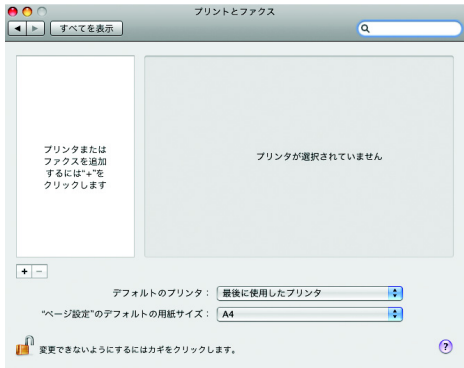 プリントとファクス
すべてを表示
プリンタまたは
ファクスを追加
するには“+”を
クリックします
プリンタが選択されていません
+ −
デフォルトのプリンタ： 最後に使用したプリンタ
“ページ設定”のデフォルトの用紙サイズ： A4
変更できないようにするにはカギをクリックします。
?